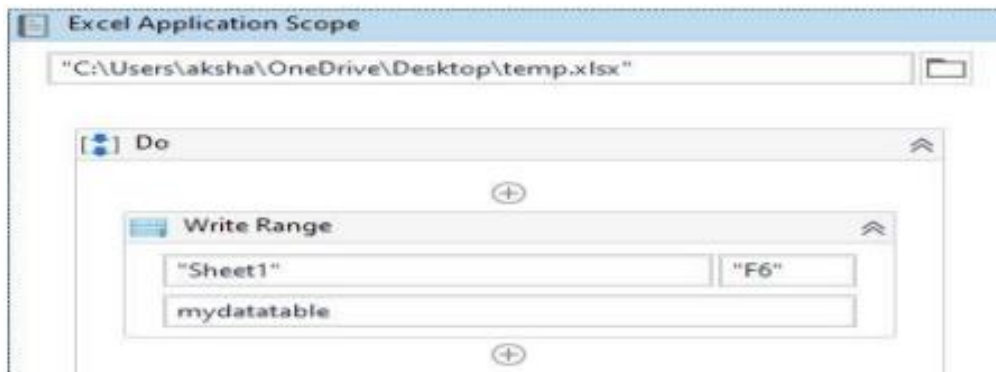 Excel Application Scope
"C:\Users\aksha\OneDrive\Desktop\temp.xlsx"
Do
Write Range
"Sheet1" "F6"
mydatatable